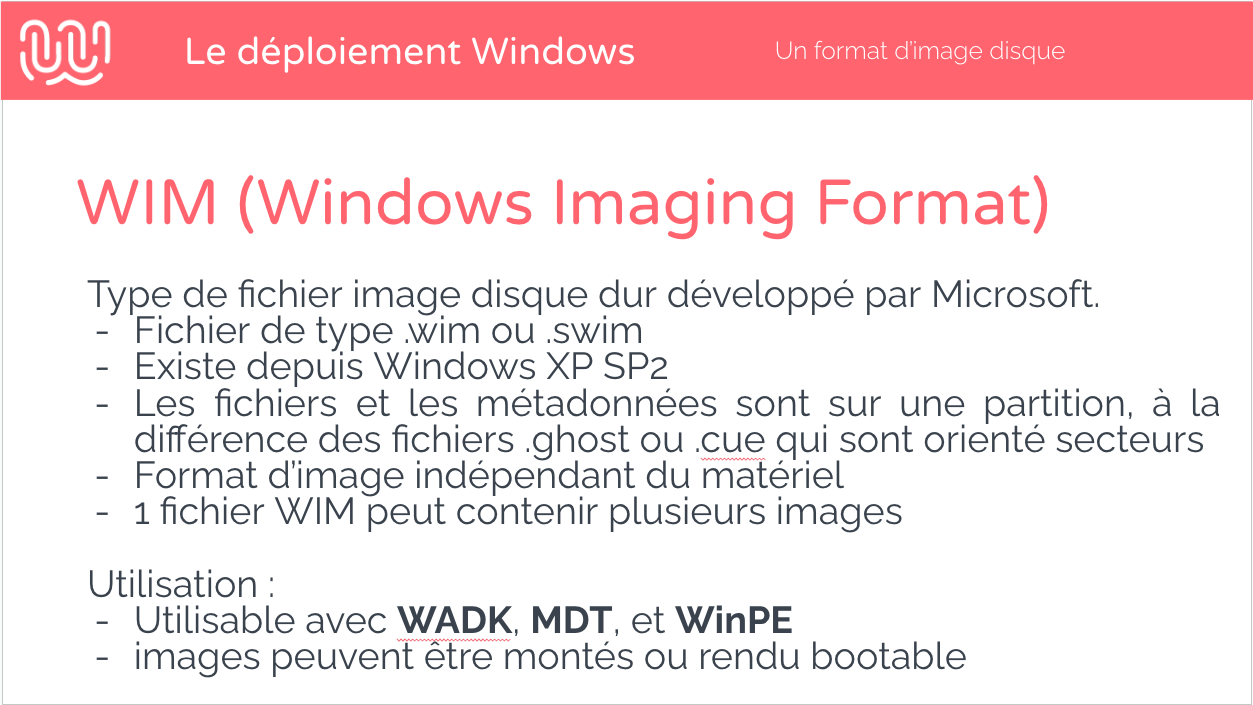 Le déploiement Windows
Un format d'image disque
WIM (Windows Imaging Format)
Type de fichier image disque dur développé par Microsoft.
- Fichier de type .wim ou .swim
- Existe depuis Windows XP SP2
- Les fichiers et les métadonnées sont sur une partition, à la
différence des fichiers .ghost ou .cue qui sont orienté secteurs
- Format d'image indépendant du matériel
- 1 fichier WIM peut contenir plusieurs images
Utilisation :
- Utilisable avec WADK, MDT, et WinPE
- images peuvent être montés ou rendu bootable